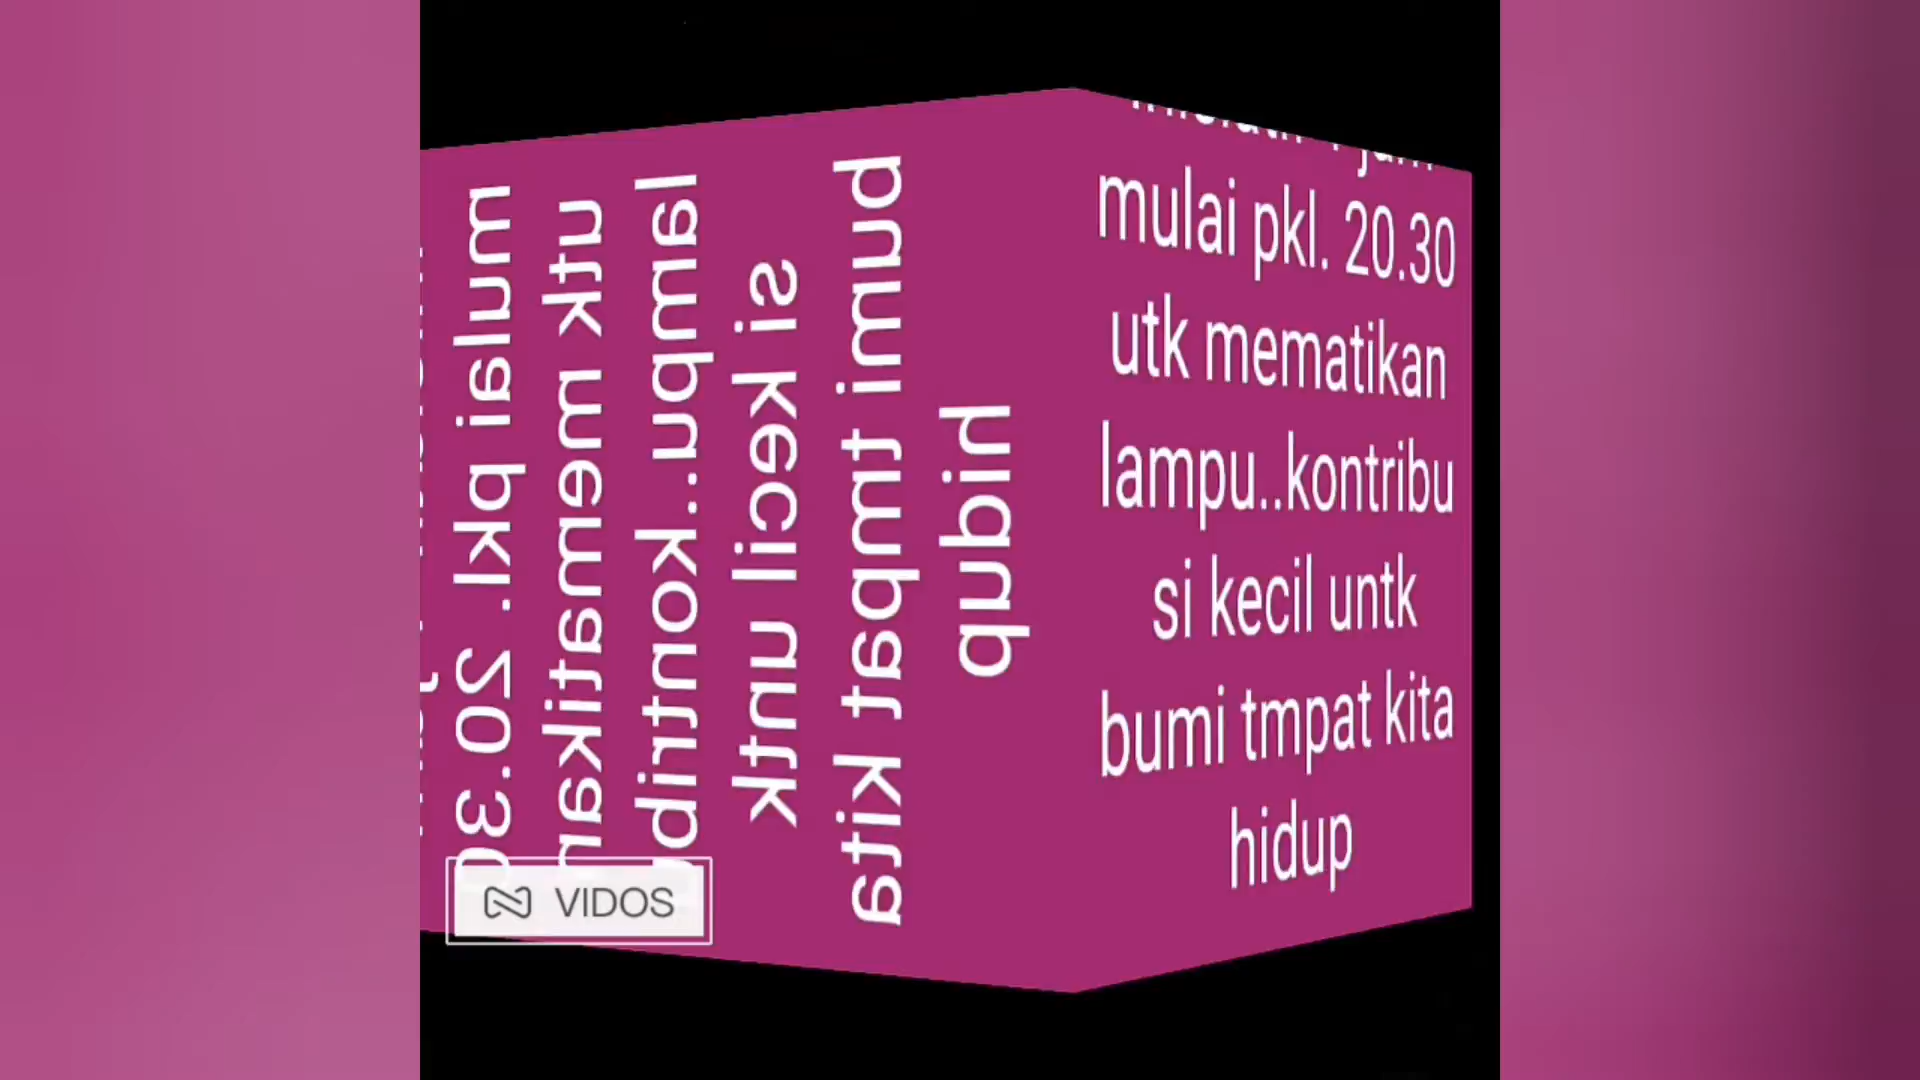 mulai pkl. 20.30
utk mematikan
lampu..kontribu
si kecil untk
bumi tmpat kita
hidup
mulai pkl. 20.30
utk mematikan
lampu..kontribu
si kecil untk
bumi tmpat kita
hidup
VIDOS